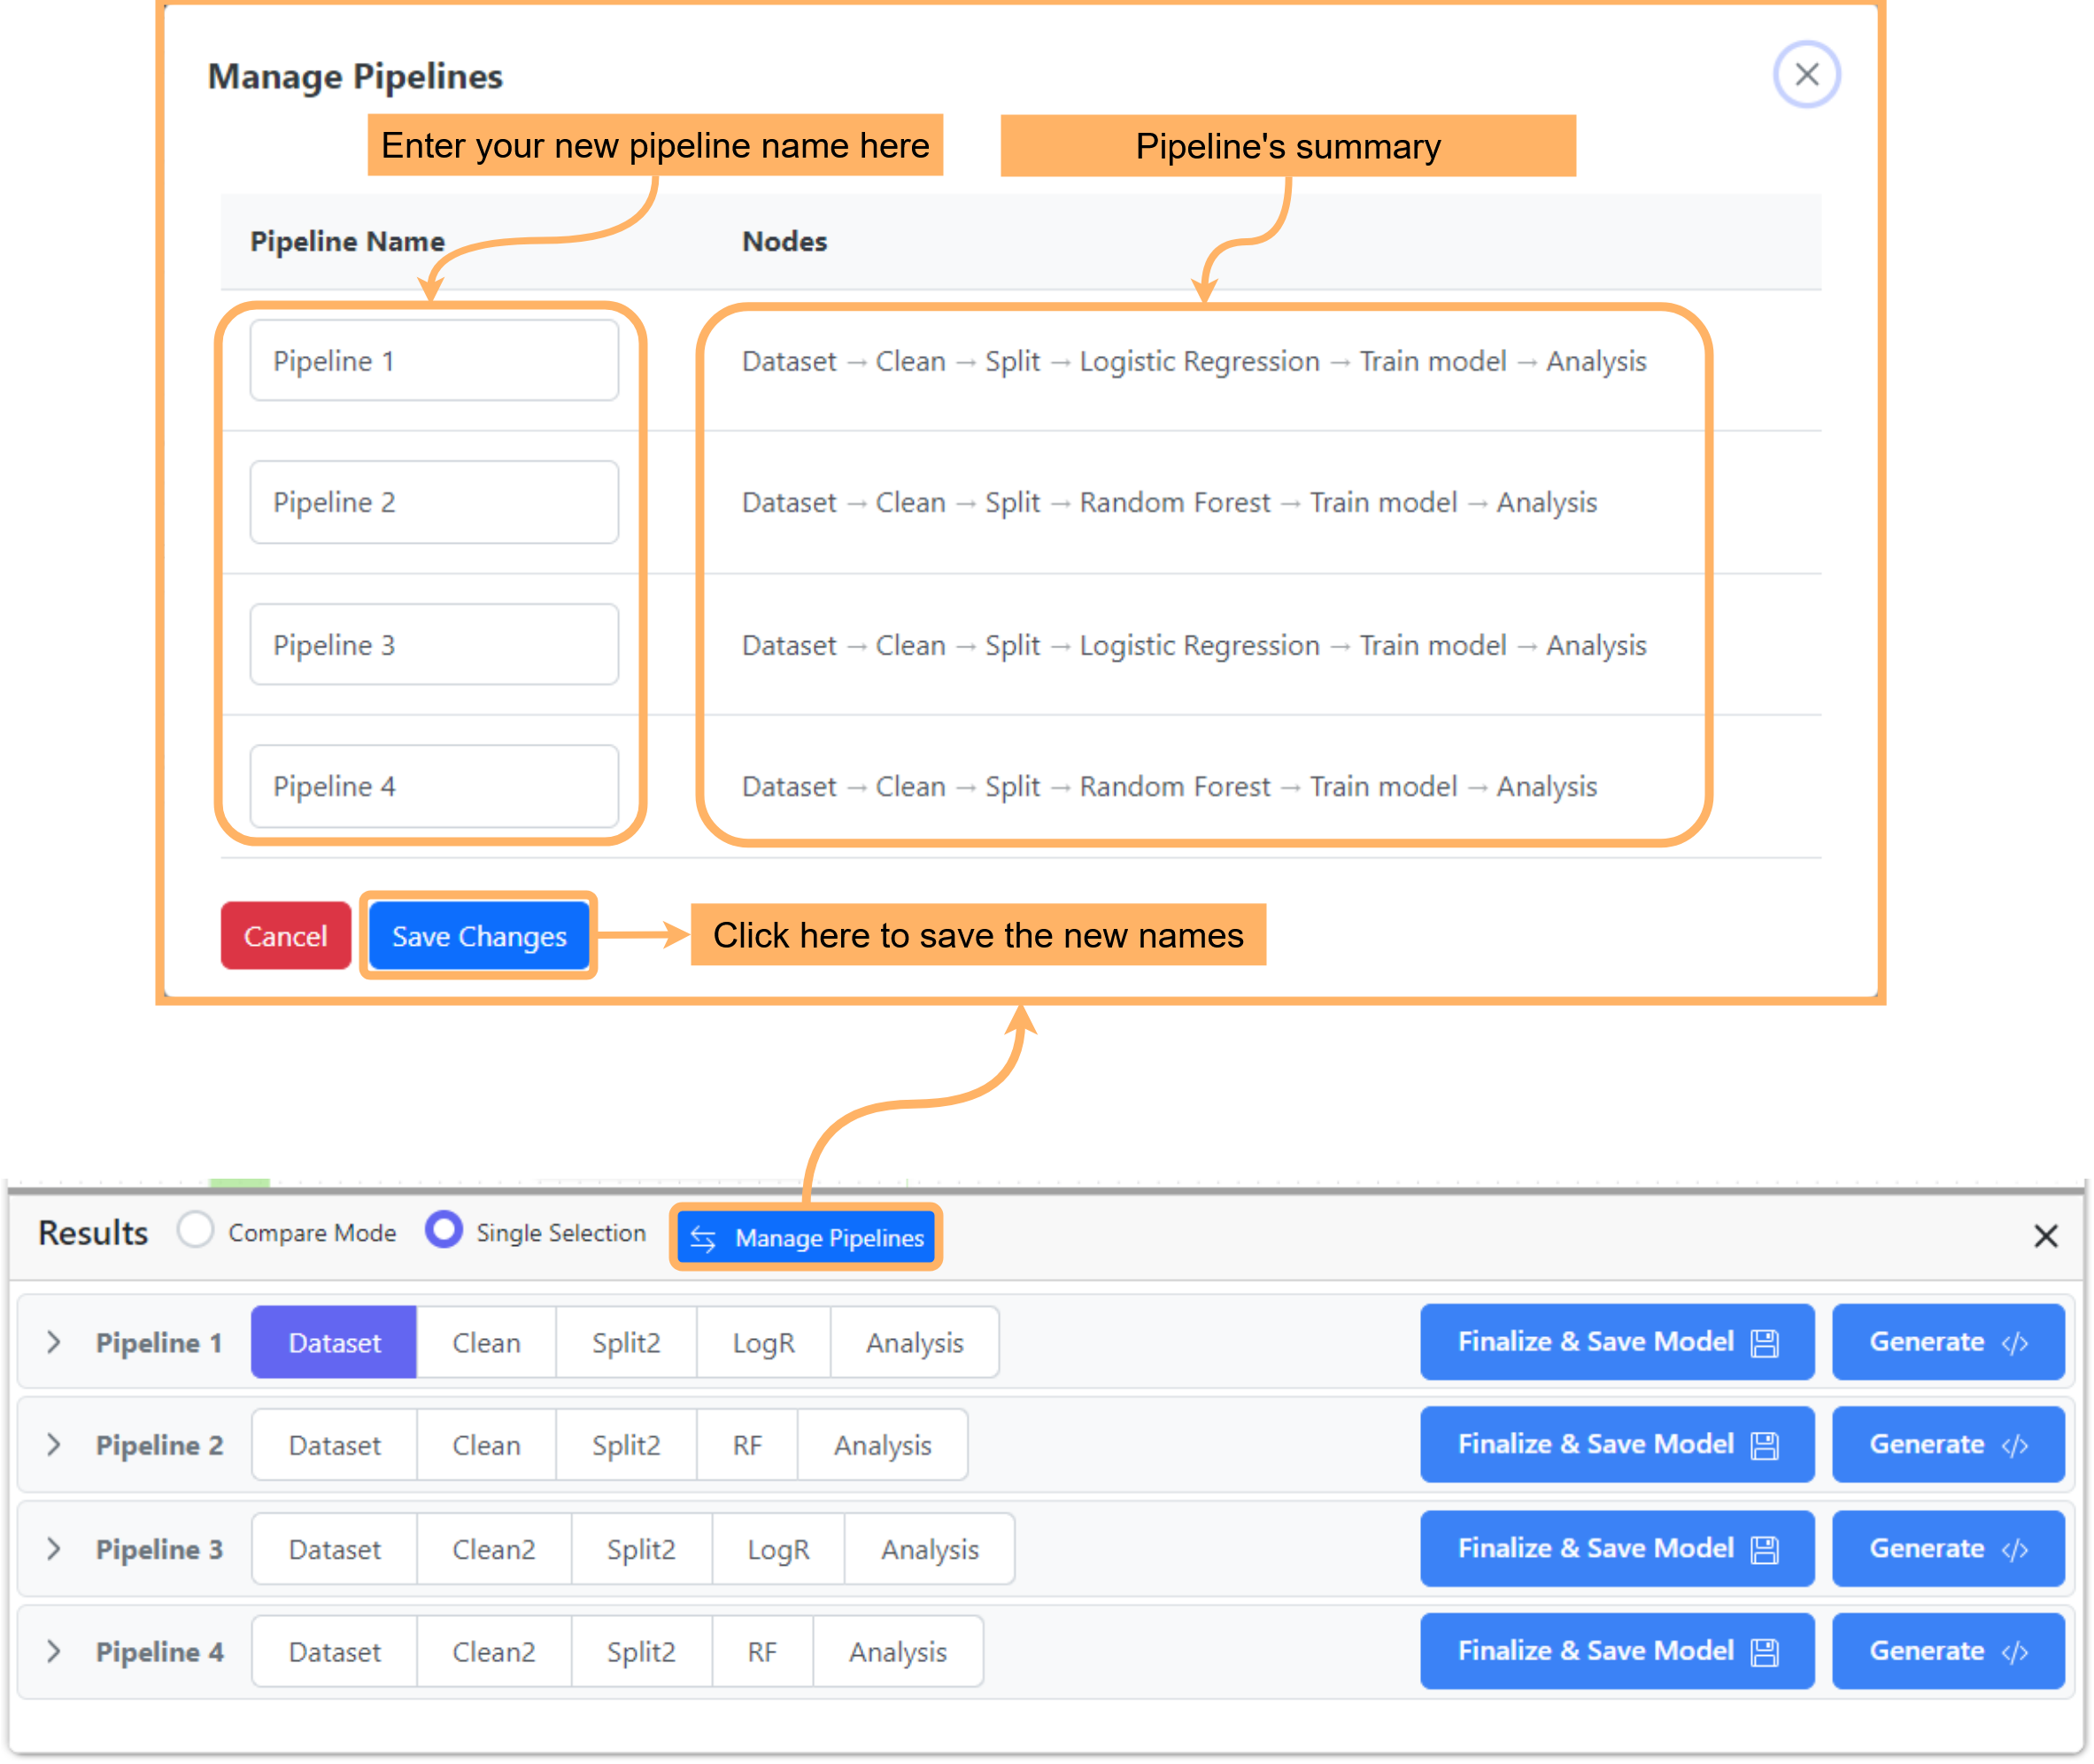 Manage Pipelines
Enter your new pipeline name here
Pipeline's summary
Pipeline Name Nodes
Pipeline 1 Dataset → Clean → Split → Logistic Regression → Train model → Analysis
Pipeline 2 Dataset → Clean → Split → Random Forest → Train model → Analysis
Pipeline 3 Dataset → Clean → Split → Logistic Regression → Train model → Analysis
Pipeline 4 Dataset → Clean → Split → Random Forest → Train model → Analysis
Cancel Save Changes Click here to save the new names
Results Compare Mode Single Selection Manage Pipelines
Pipeline 1 Dataset Clean Split2 LogR Analysis Finalize & Save Model Generate </>
Pipeline 2 Dataset Clean Split2 RF Analysis Finalize & Save Model Generate </>
Pipeline 3 Dataset Clean2 Split2 LogR Analysis Finalize & Save Model Generate </>
Pipeline 4 Dataset Clean2 Split2 RF Analysis Finalize & Save Model Generate </>